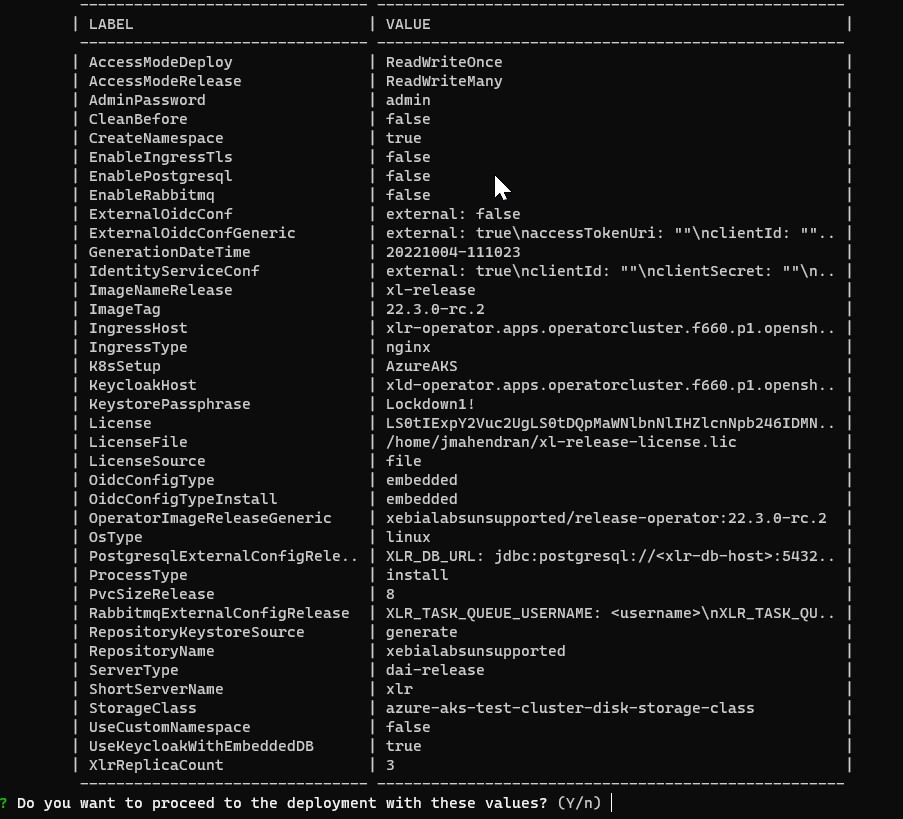 | LABEL | VALUE |
| AccessModeDeploy | ReadWriteOnce |
| AccessModeRelease | ReadWriteMany |
| AdminPassword | admin |
| CleanBefore | false |
| CreateNamespace | true |
| EnableIngressTls | false |
| EnablePostgresql | false |
| EnableRabbitmq | false |
| ExternalOidcConf | external: false |
| ExternalOidcConfGeneric | external: true\naccessTokenUri: ""\nclientId: "".. |
| GenerationDateTime | 20221004-111023 |
| IdentityServiceConf | external: true\nclientId: ""\nclientSecret: ""\n.. |
| ImageNameRelease | xl-release |
| ImageTag | 22.3.0-rc.2 |
| IngressHost | xlr-operator.apps.operatorcluster.f660.p1.opensh.. |
| IngressType | nginx |
| K8sSetup | AzureAKS |
| KeycloakHost | xld-operator.apps.operatorcluster.f660.p1.opensh.. |
| KeystorePassphrase | Lockdown1! |
| License | LS0tIExpY2Vuc2UgLS0tDQpMaWNlbnNlIHZlcnNpb246IDMN.. |
| LicenseFile | /home/jmahendran/xl-release-license.lic |
| LicenseSource | file |
| OidcConfigType | embedded |
| OidcConfigTypeInstall | embedded |
| OperatorImageReleaseGeneric | xebialabsunsupported/release-operator:22.3.0-rc.2 |
| OsType | linux |
| PostgresqlExternalConfigRele.. | XLR_DB_URL: jdbc:postgresql://<xlr-db-host>:5432.. |
| ProcessType | install |
| PvcSizeRelease | 8 |
| RabbitmqExternalConfigRelease | XLR_TASK_QUEUE_USERNAME: <username>\nXLR_TASK_QU.. |
| RepositoryKeystoreSource | generate |
| RepositoryName | xebialabsunsupported |
| ServerType | dai-release |
| ShortServerName | xlr |
| StorageClass | azure-aks-test-cluster-disk-storage-class |
| UseCustomNamespace | false |
| UseKeycloakWithEmbeddedDB | true |
| XlrReplicaCount | 3 |
? Do you want to proceed to the deployment with these values? (Y/n)